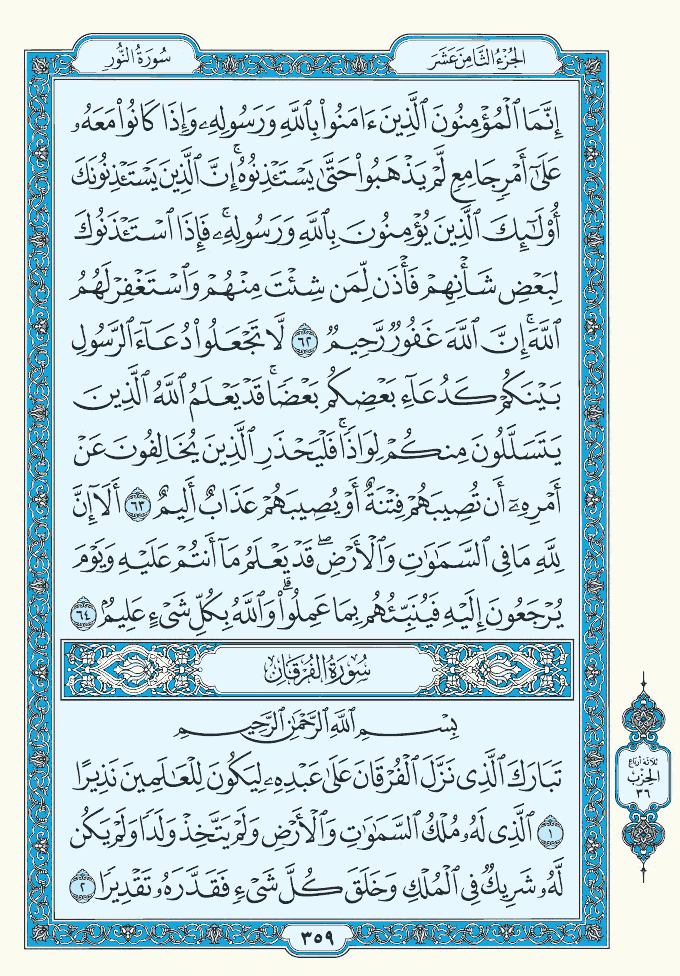 الجزء الثامن عشر
سورة النور
إِنَّمَا ٱلْمُؤْمِنُونَ ٱلَّذِينَ ءَامَنُوا۟ بِٱللَّهِ وَرَسُولِهِۦ وَإِذَا كَانُوا۟ مَعَهُۥ
عَلَىٰٓ أَمْرٍ جَامِعٍ لَّمْ يَذْهَبُوا۟ حَتَّىٰ يَسْتَـْٔذِنُوهُ ۚ إِنَّ ٱلَّذِينَ يَسْتَـْٔذِنُونَكَ
أُو۟لَـٰٓئِكَ ٱلَّذِينَ يُؤْمِنُونَ بِٱللَّهِ وَرَسُولِهِۦ ۚ فَإِذَا ٱسْتَـْٔذَنُوكَ
لِبَعْضِ شَأْنِهِمْ فَأْذَن لِّمَن شِئْتَ مِنْهُمْ وَٱسْتَغْفِرْ لَهُمُ
ٱللَّهَ ۚ إِنَّ ٱللَّهَ غَفُورٌ رَّحِيمٌ ٦٢ لَّا تَجْعَلُوا۟ دُعَآءَ ٱلرَّسُولِ
بَيْنَكُمْ كَدُعَآءِ بَعْضِكُم بَعْضًا ۚ قَدْ يَعْلَمُ ٱللَّهُ ٱلَّذِينَ
يَتَسَلَّلُونَ مِنكُمْ لِوَاذًا ۚ فَلْيَحْذَرِ ٱلَّذِينَ يُخَالِفُونَ عَنْ
أَمْرِهِۦٓ أَن تُصِيبَهُمْ فِتْنَةٌ أَوْ يُصِيبَهُمْ عَذَابٌ أَلِيمٌ ٦٣ أَلَآ إِنَّ
لِلَّهِ مَا فِى ٱلسَّمَـٰوَٰتِ وَٱلْأَرْضِ ۖ قَدْ يَعْلَمُ مَآ أَنتُمْ عَلَيْهِ وَيَوْمَ
يُرْجَعُونَ إِلَيْهِ فَيُنَبِّئُهُم بِمَا عَمِلُوا۟ ۗ وَٱللَّهُ بِكُلِّ شَىْءٍ عَلِيمٌۢ ٦٤
سورة الفرقان
بِسْمِ ٱللَّهِ ٱلرَّحْمَـٰنِ ٱلرَّحِيمِ
تَبَارَكَ ٱلَّذِى نَزَّلَ ٱلْفُرْقَانَ عَلَىٰ عَبْدِهِۦ لِيَكُونَ لِلْعَـٰلَمِينَ نَذِيرًا
١ ٱلَّذِى لَهُۥ مُلْكُ ٱلسَّمَـٰوَٰتِ وَٱلْأَرْضِ وَلَمْ يَتَّخِذْ وَلَدًا وَلَمْ يَكُن
لَّهُۥ شَرِيكٌ فِى ٱلْمُلْكِ وَخَلَقَ كُلَّ شَىْءٍ فَقَدَّرَهُۥ تَقْدِيرًا ٢
ثلاثة أرباع
الحزب
٣٦
٣٥٩